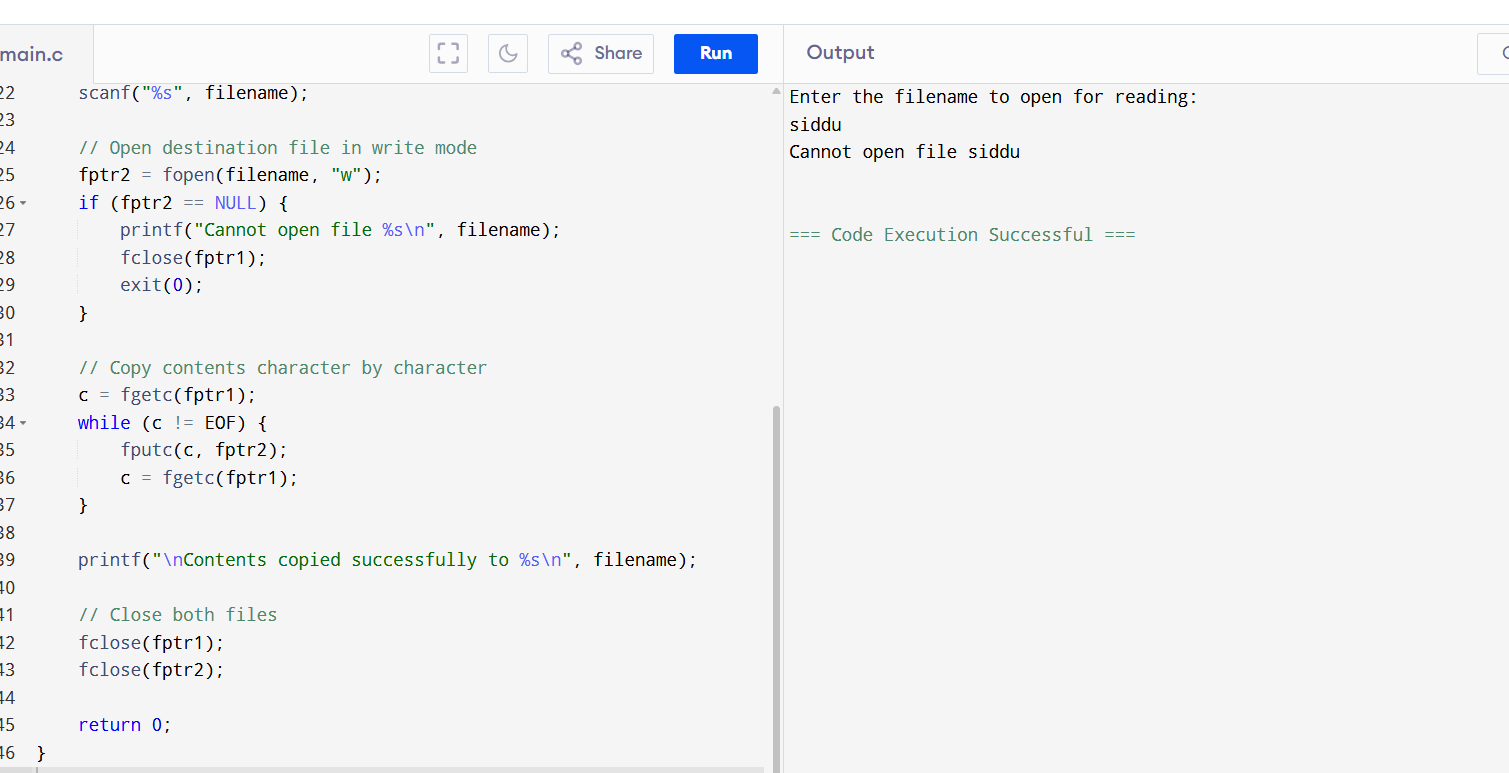 main.c
Share
Run
Output
22 scanf("%s", filename);
23
24 // Open destination file in write mode
25 fptr2 = fopen(filename, "w");
26 if (fptr2 == NULL) {
27 printf("Cannot open file %s\n", filename);
28 fclose(fptr1);
29 exit(0);
30 }
31
32 // Copy contents character by character
33 c = fgetc(fptr1);
34 while (c != EOF) {
35 fputc(c, fptr2);
36 c = fgetc(fptr1);
37 }
38
39 printf("\nContents copied successfully to %s\n", filename);
40
41 // Close both files
42 fclose(fptr1);
43 fclose(fptr2);
44
45 return 0;
46 }
Enter the filename to open for reading:
siddu
Cannot open file siddu
=== Code Execution Successful ===